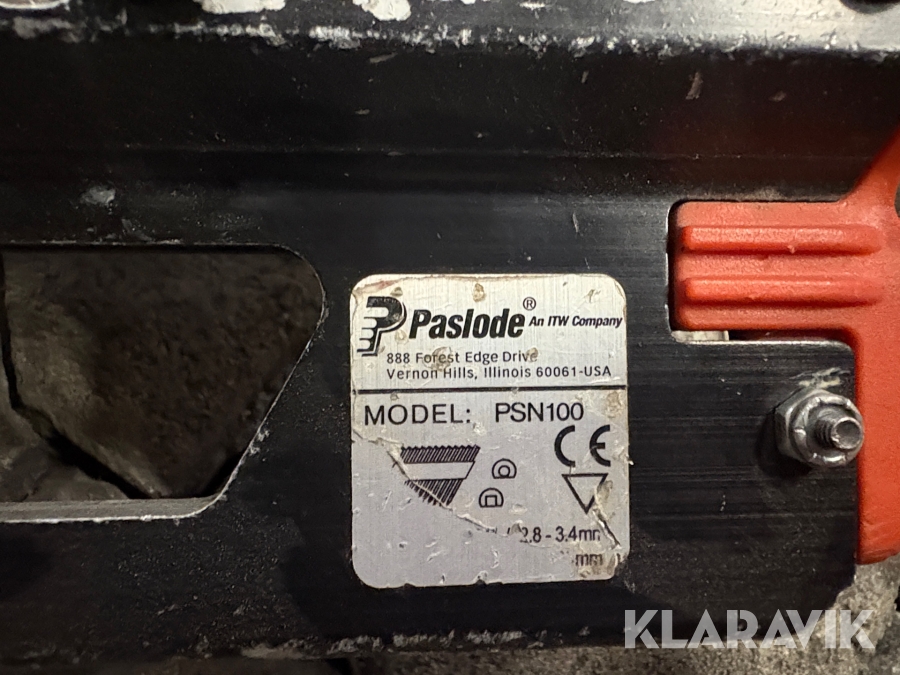 Paslode® An ITW Company
888 Forest Edge Drive
Vernon Hills, Illinois 60061-USA
MODEL: PSN100
CE
2.8 - 3.4mm
mm
KLARAVIK